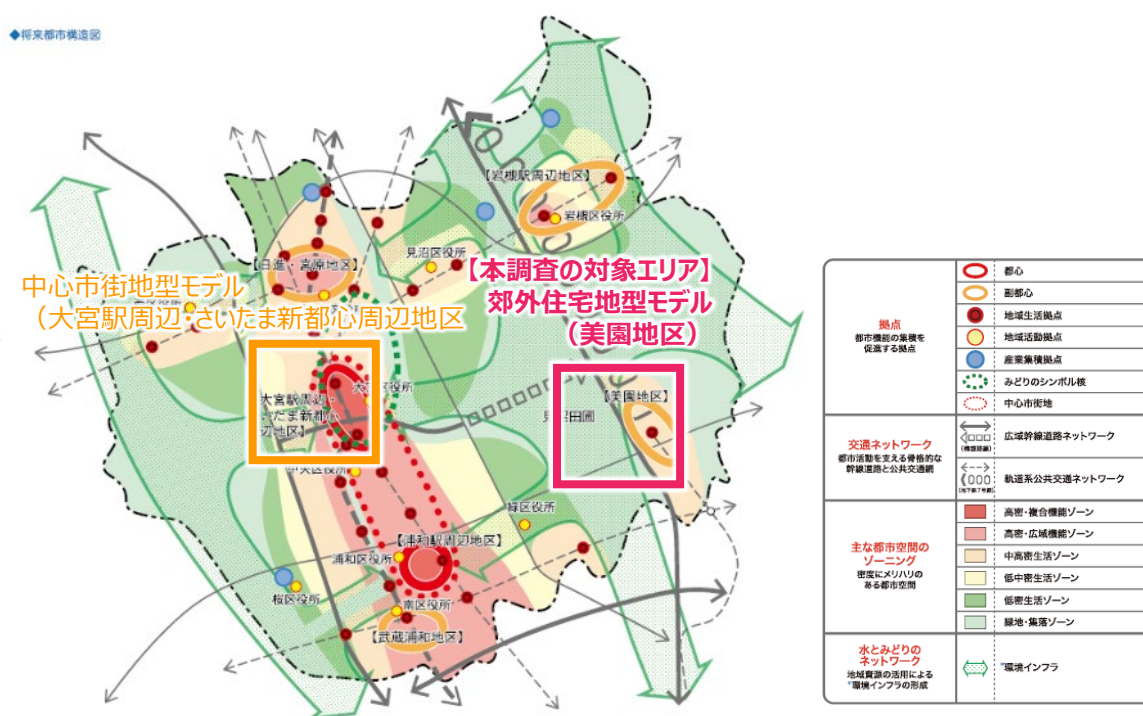 ◆将来都市構造図
【岩槻駅周辺地区】
岩槻区役所
見沼区役所
【日進・宮原地区】
【本調査の対象エリア】
郊外住宅地型モデル
（美園地区）
中心市街地型モデル
（大宮駅周辺・さいたま新都心周辺地区
【美園地区】
見沼田圃
中央区役所
緑区役所
【浦和駅周辺地区】
浦和区役所
桜区役所
南区役所
【武蔵浦和地区】
拠点
都市機能の集積を
促進する拠点
都心
副都心
地域生活拠点
地域活動拠点
産業集積拠点
みどりのシンボル核
中心市街地
交通ネットワーク
都市活動を支える骨格的な
幹線道路と公共交通網
広域幹線道路ネットワーク
軌道系公共交通ネットワーク
主な都市空間の
ゾーニング
密度にメリハリの
ある都市空間
高密・複合機能ゾーン
高密・広域機能ゾーン
中高密生活ゾーン
低中密生活ゾーン
低密生活ゾーン
緑地・集落ゾーン
水とみどりの
ネットワーク
地域資源の活用による
*環境インフラの形成
*環境インフラ